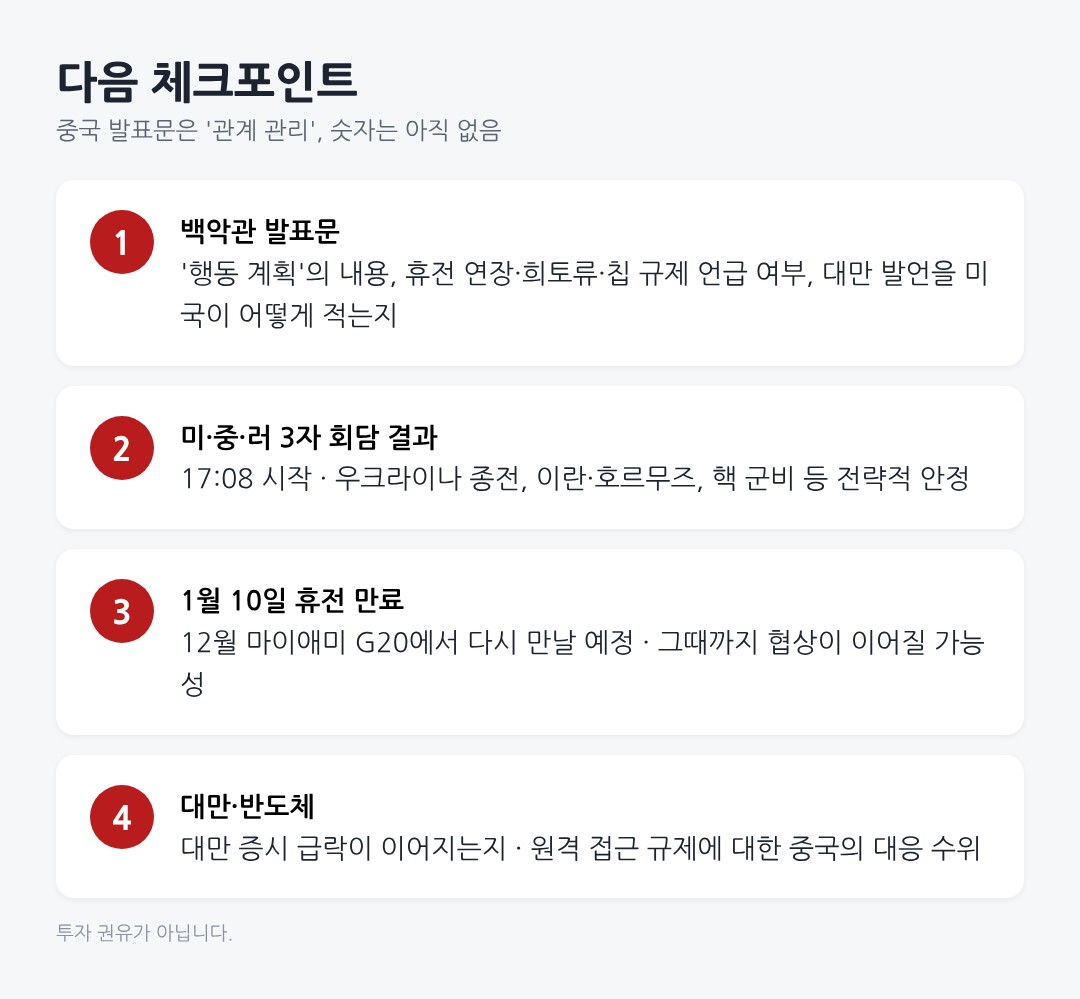 다음 체크포인트
중국 발표문은 '관계 관리', 숫자는 아직 없음
1
백악관 발표문
'행동 계획'의 내용, 휴전 연장·희토류·칩 규제 언급 여부, 대만 발언을 미
국이 어떻게 적는지
2
미·중·러 3자 회담 결과
17:08 시작 · 우크라이나 종전, 이란·호르무즈, 핵 군비 등 전략적 안정
3
1월 10일 휴전 만료
12월 마이애미 G20에서 다시 만날 예정 · 그때까지 협상이 이어질 가능
성
4
대만·반도체
대만 증시 급락이 이어지는지 · 원격 접근 규제에 대한 중국의 대응 수위
투자 권유가 아닙니다.